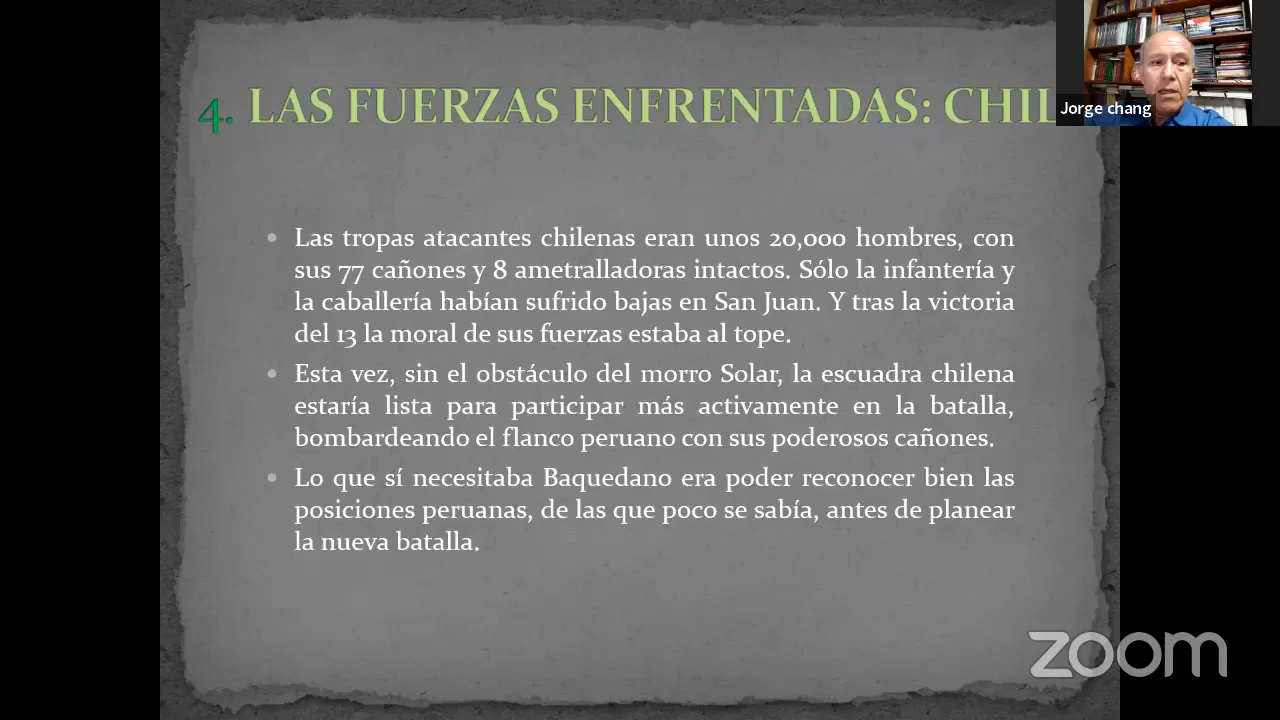 4. LAS FUERZAS ENFRENTADAS: CHIL
Jorge chang
• Las tropas atacantes chilenas eran unos 20,000 hombres, con
sus 77 cañones y 8 ametralladoras intactos. Sólo la infantería y
la caballería habían sufrido bajas en San Juan. Y tras la victoria
del 13 la moral de sus fuerzas estaba al tope.
• Esta vez, sin el obstáculo del morro Solar, la escuadra chilena
estaría lista para participar más activamente en la batalla,
bombardeando el flanco peruano con sus poderosos cañones.
• Lo que sí necesitaba Baquedano era poder reconocer bien las
posiciones peruanas, de las que poco se sabía, antes de planear
la nueva batalla.
zoom